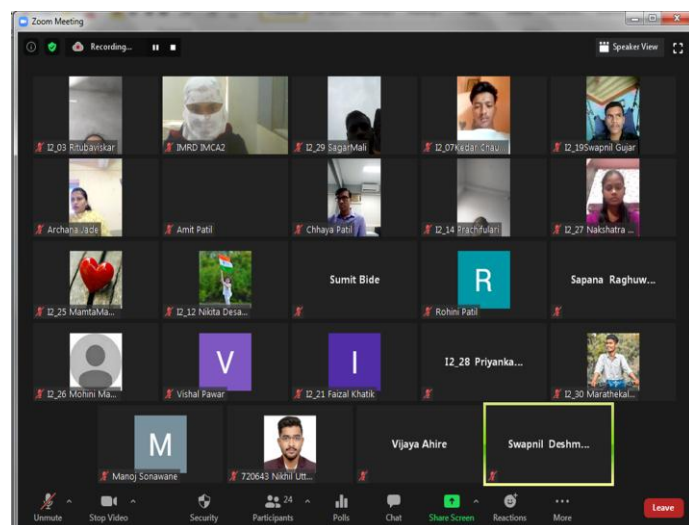 Zoom Meeting
Recording...
Speaker View
I2_03 Ritubaviskar
IMRD IMCA2
I2_29 SagarMali
I2_07Kedar Chau
I2_19Swapnil Gujar
Archana Jade
Amit Patil
Chhaya Patil
I2_14 Prachifulari
I2_27 Nakshatra ...
I2_25 MamtaMa...
I2_12 Nikita Desa...
Sumit Bide
R
Rohini Patil
Sapana Raghuw...
I2_26 Mohini Ma...
V
Vishal Pawar
I
I2_21 Faizal Khatik
I2_28 Priyanka...
I2_30 Marathekal...
M
Manoj Sonawane
720643 Nikhil Utt...
Vijaya Ahire
Swapnil Deshm...
Unmute
Stop Video
Security
24
Participants
Polls
Chat
Share Screen
Reactions
More
Leave